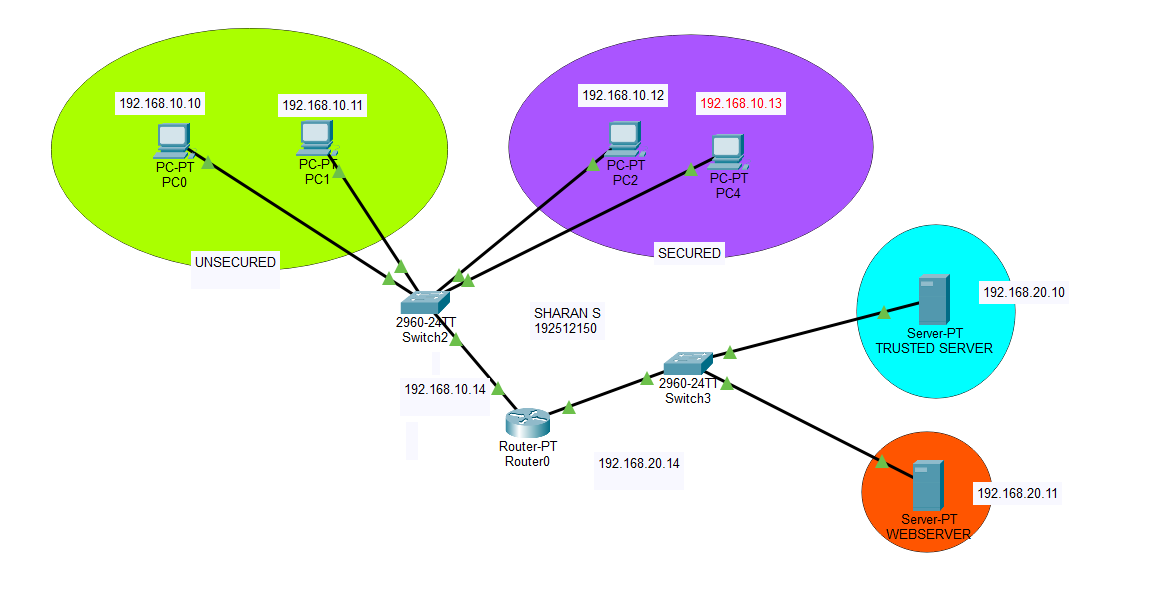 192.168.10.10
192.168.10.11
192.168.10.12
192.168.10.13
PC-PT
PC0
PC-PT
PC1
PC-PT
PC2
PC-PT
PC4
UNSECURED
SECURED
192.168.20.10
SHARAN S
192512150
2960-24TT
Switch2
Server-PT
TRUSTED SERVER
192.168.10.14
2960-24TT
Switch3
Router-PT
Router0
192.168.20.14
192.168.20.11
Server-PT
WEBSERVER